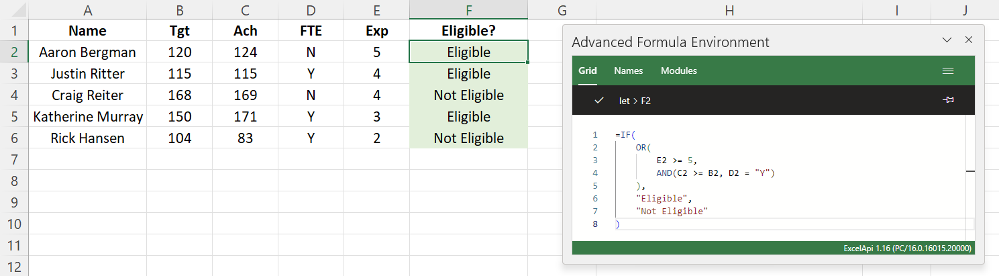 A B C D E F G H I J
1 Name Tgt Ach FTE Exp Eligible?
2 Aaron Bergman 120 124 N 5 Eligible
3 Justin Ritter 115 115 Y 4 Eligible
4 Craig Reiter 168 169 N 4 Not Eligible
5 Katherine Murray 150 171 Y 3 Eligible
6 Rick Hansen 104 83 Y 2 Not Eligible
7
8
9
10
11
12
Advanced Formula Environment
Grid Names Modules
let > F2
1 =IF(
2 OR(
3 E2 >= 5,
4 AND(C2 >= B2, D2 = "Y")
5 ),
6 "Eligible",
7 "Not Eligible"
8 )
ExcelApi 1.16 (PC/16.0.16015.20000)